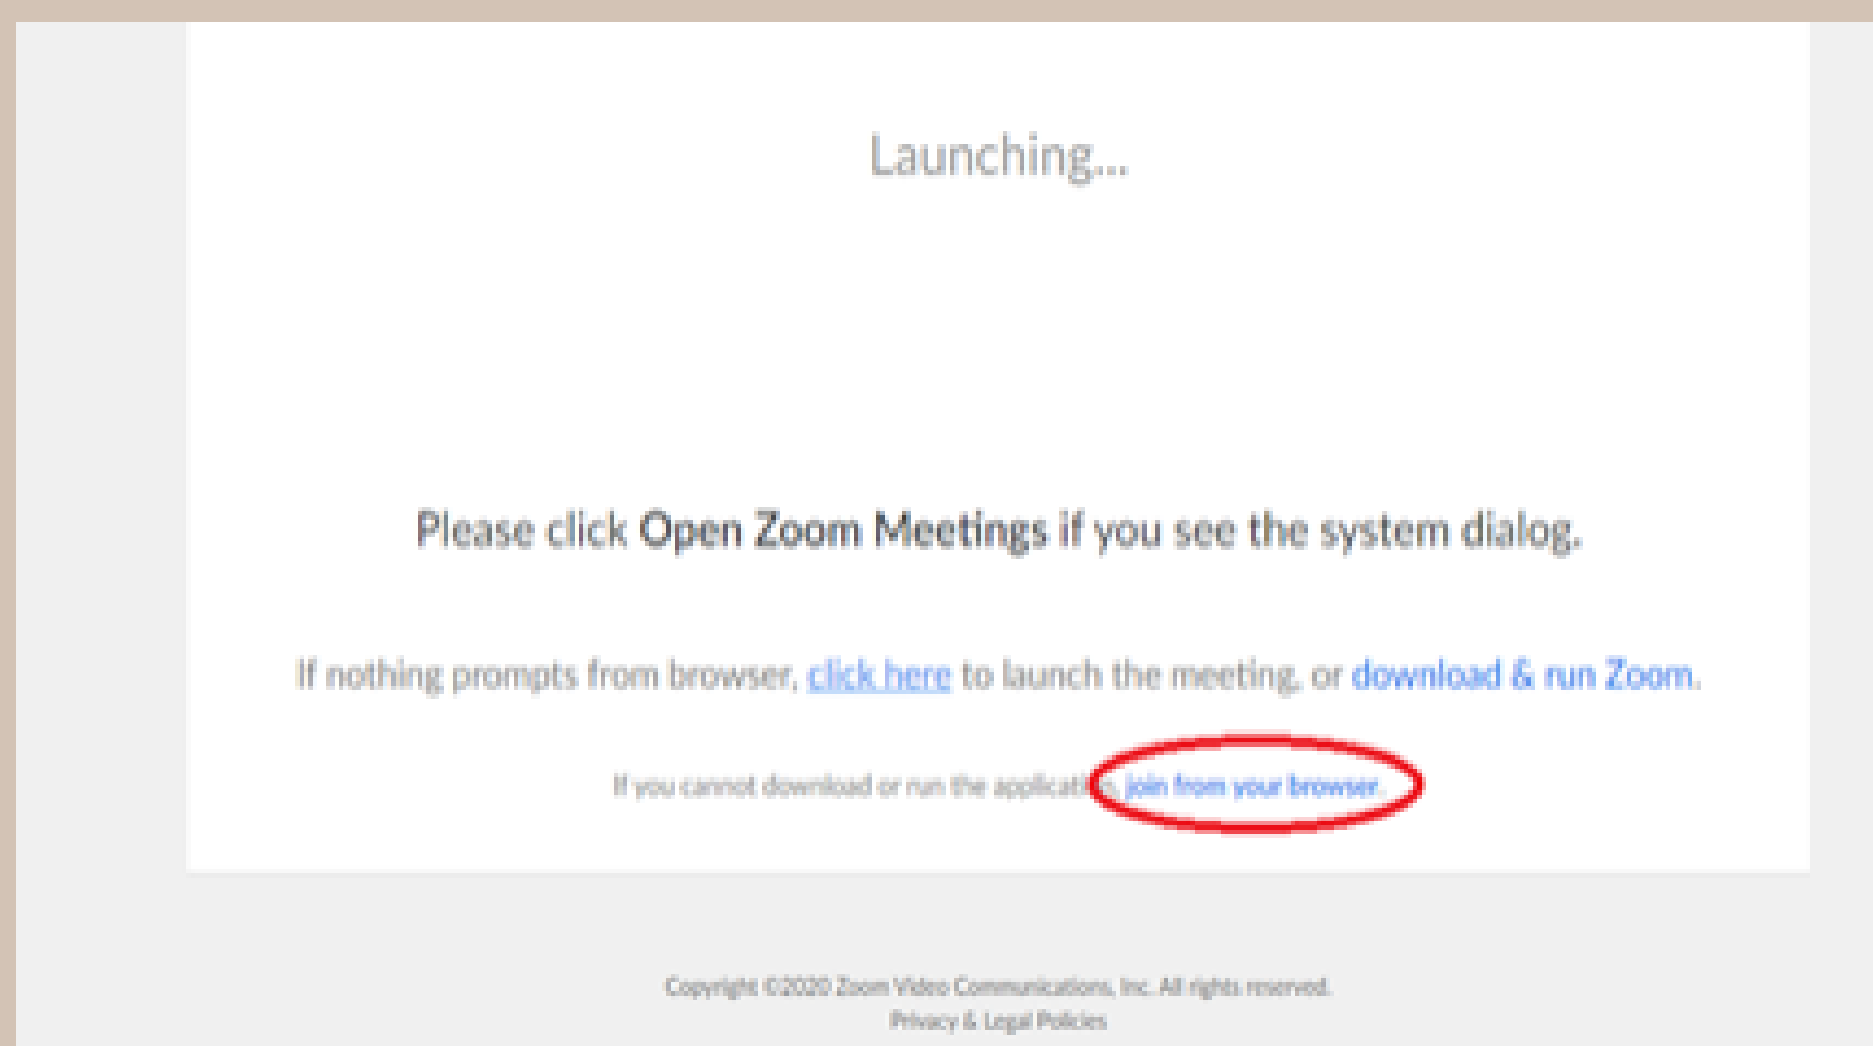 Launching...
Please click Open Zoom Meetings if you see the system dialog.
If nothing prompts from browser, click here to launch the meeting, or download & run Zoom.
If you cannot download or run the application, join from your browser.
Copyright ©2020 Zoom Video Communications, Inc. All rights reserved.
Privacy & Legal Policies